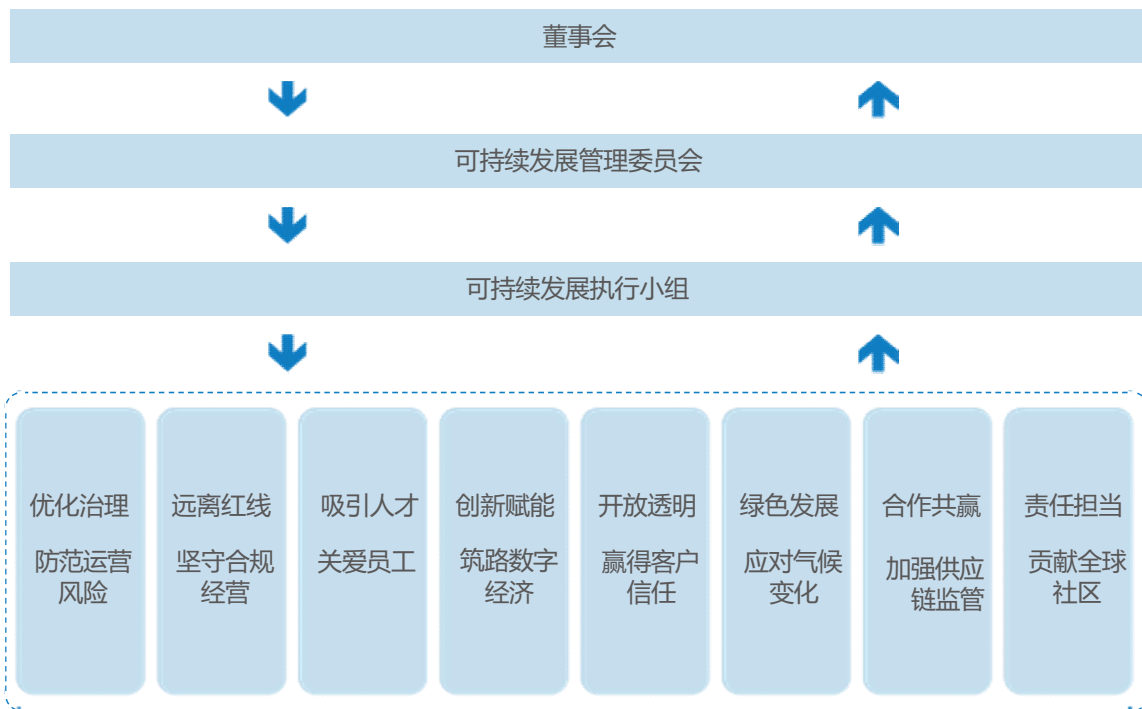 董事会
可持续发展管理委员会
可持续发展执行小组
优化治理
防范运营
风险
远离红线
坚守合规
经营
吸引人才
关爱员工
创新赋能
筑路数字
经济
开放透明
赢得客户
信任
绿色发展
应对气候
变化
合作共赢
加强供应
链监管
责任担当
贡献全球
社区